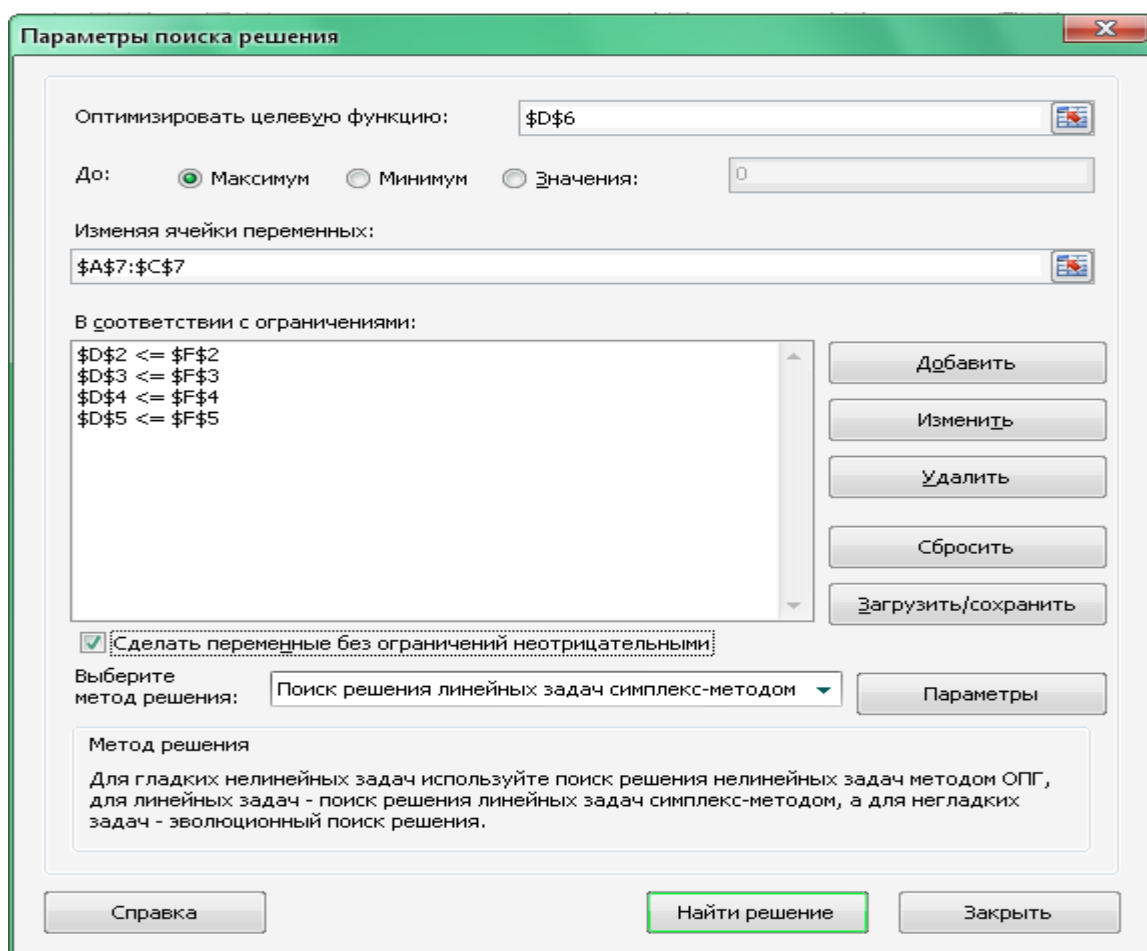 Параметры поиска решения
Оптимизировать целевую функцию: $D$6
До: Максимум Минимум Значения: 0
Изменяя ячейки переменных:
$A$7:$C$7
В соответствии с ограничениями:
$D$2 <= $F$2
$D$3 <= $F$3
$D$4 <= $F$4
$D$5 <= $F$5
Добавить
Изменить
Удалить
Сбросить
Загрузить/сохранить
Сделать переменные без ограничений неотрицательными
Выберите
метод решения:
Поиск решения линейных задач симплекс-методом
Параметры
Метод решения
Для гладких нелинейных задач используйте поиск решения нелинейных задач методом ОПГ,
для линейных задач - поиск решения линейных задач симплекс-методом, а для негладких
задач - эволюционный поиск решения.
Справка Найти решение Закрыть